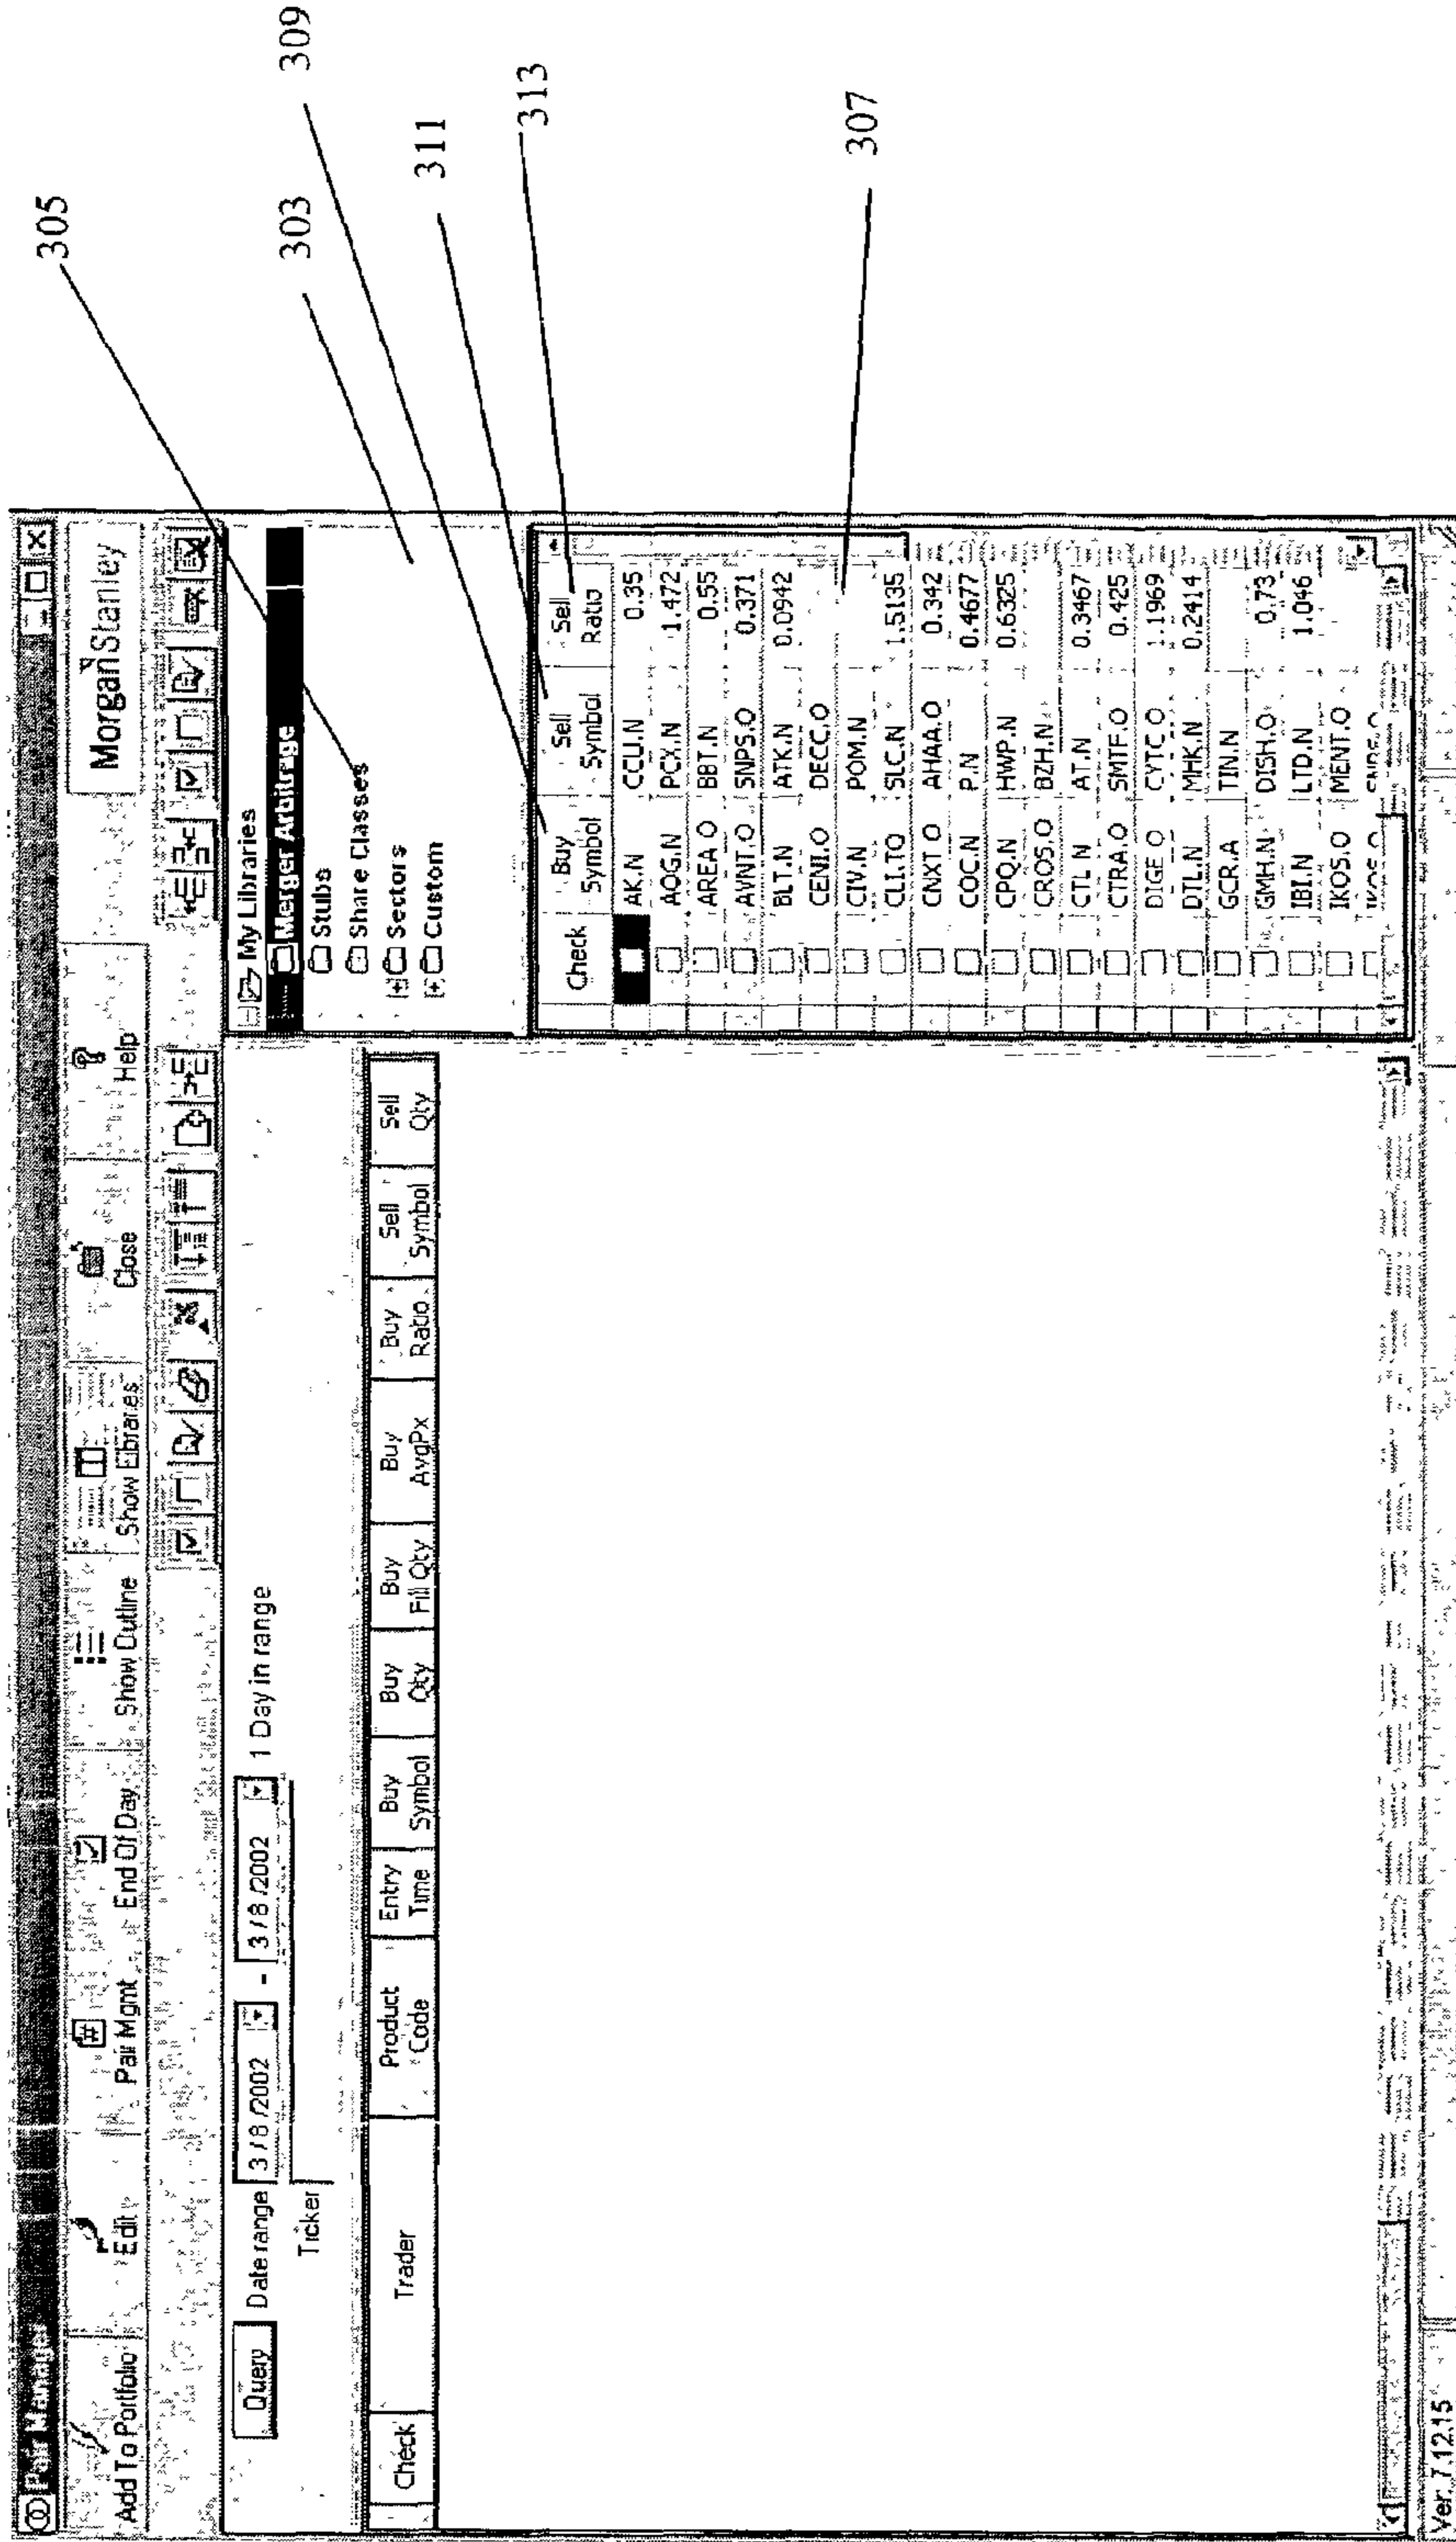 Pair Manager
Add To Portfolio Edit Pair Mgmt End Of Day Show Outline Show Libraries Close Help
MorganStanley
Query Date range 3/8/2002 - 3/8/2002 1 Day in range
Ticker
Check Trader Product Code Entry Time Buy Symbol Buy Qty Buy Fill Qty Buy AvgPx Buy Ratio Sell Symbol Sell Qty
My Libraries
Merger Arbitrage
Stubs
Share Classes
Sectors
Custom
Check Buy Symbol Sell Symbol Sell Ratio
AK.N CCU.N 0.35
AOG.N PCX.N 1.472
AREA.O BBT.N 0.55
AVNT.O SNPS.O 0.371
BLT.N ATK.N 0.0942
CENI.O DECC.O
CIV.N POM.N
CLI.TO SLC.N 1.5135
CNXT.O AHAA.O 0.342
COC.N P.N 0.4677
CPQ.N HWP.N 0.6325
CROS.O BZH.N
CTL.N AT.N 0.3467
CTRA.O SMTF.O 0.425
DIGE.O CYTC.O 1.1969
DTL.N MHK.N 0.2414
GCR.A TIN.N
GMH.N DISH.O 0.73
IBI.N LTD.N 1.046
IKOS.O MENT.O
IKOS.O
Ver. 7.12.15
305
303
309
311
313
307